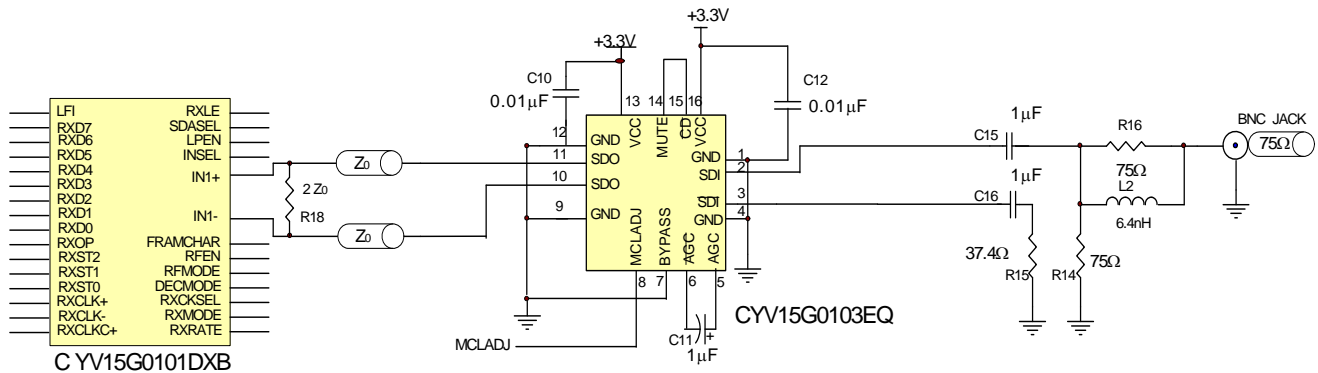 LFI
RXD7
RXD6
RXD5
RXD4
RXD3
RXD2
RXD1
RXD0
RXOP
RXST2
RXST1
RXST0
RXCLK+
RXCLK-
RXCLKC+
RXLE
SDASEL
LPEN
INSEL
IN1+
IN1-
FRAMCHAR
RFEN
RFMODE
DECMODE
RXCKSEL
RXMODE
RXRATE
C YV15G0101DXB
2 Z0
R18
Z0
Z0
+3.3V
C10
0.01μF
+3.3V
C12
0.01μF
13 14 15 16
VCC MUTE CD VCC
12 GND
11 SDO
10 SDO
9 GND
GND 1
SDI 2
SDI 3
GND 4
MCLADJ BYPASS AGC AGC
8 7 6 5
MCLADJ
C11
+
1μF
CYV15G0103EQ
1μF
C15
1μF
C16
R16
75Ω
L2
6.4nH
37.4Ω
R15
R14
75Ω
BNC JACK
75Ω